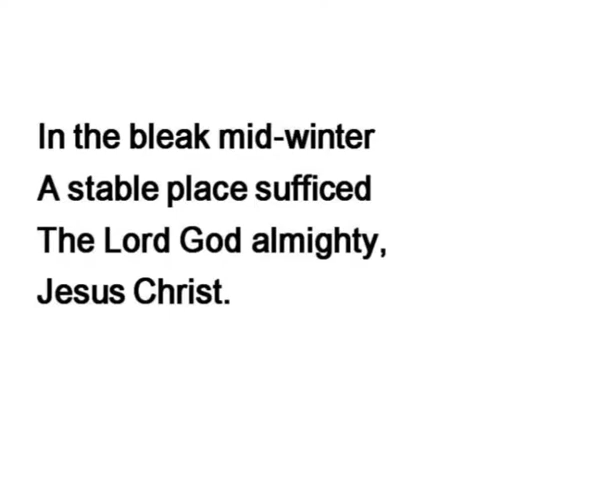 In the bleak mid-winter
A stable place sufficed
The Lord God almighty,
Jesus Christ.